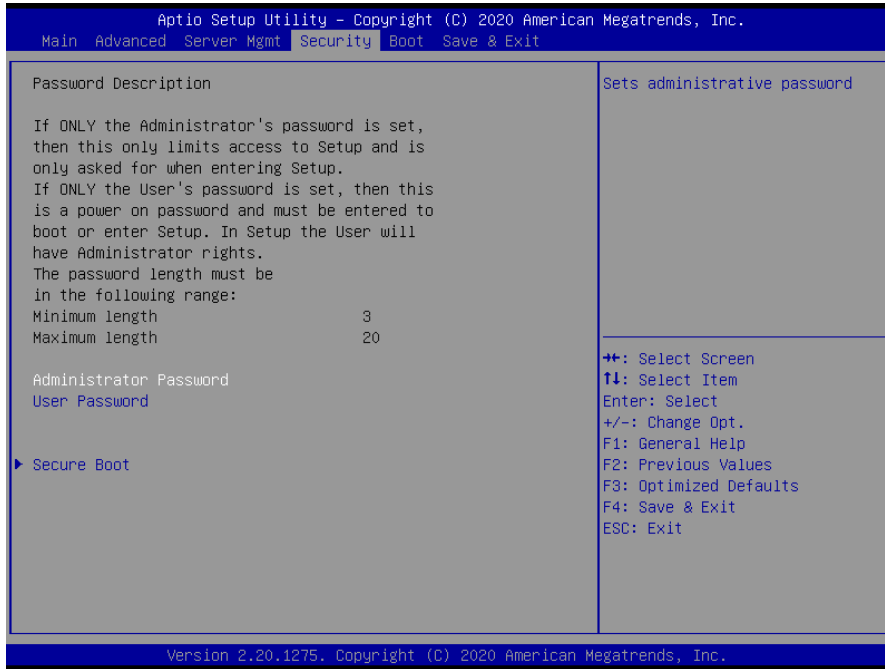 Aptio Setup Utility – Copyright (C) 2020 American Megatrends, Inc.
Main Advanced Server Mgmt Security Boot Save & Exit
Password Description
If ONLY the Administrator's password is set,
then this only limits access to Setup and is
only asked for when entering Setup.
If ONLY the User's password is set, then this
is a power on password and must be entered to
boot or enter Setup. In Setup the User will
have Administrator rights.
The password length must be
in the following range:
Minimum length 3
Maximum length 20
Administrator Password
User Password
Secure Boot
Sets administrative password
→←: Select Screen
↑↓: Select Item
Enter: Select
+/-: Change Opt.
F1: General Help
F2: Previous Values
F3: Optimized Defaults
F4: Save & Exit
ESC: Exit
Version 2.20.1275. Copyright (C) 2020 American Megatrends, Inc.